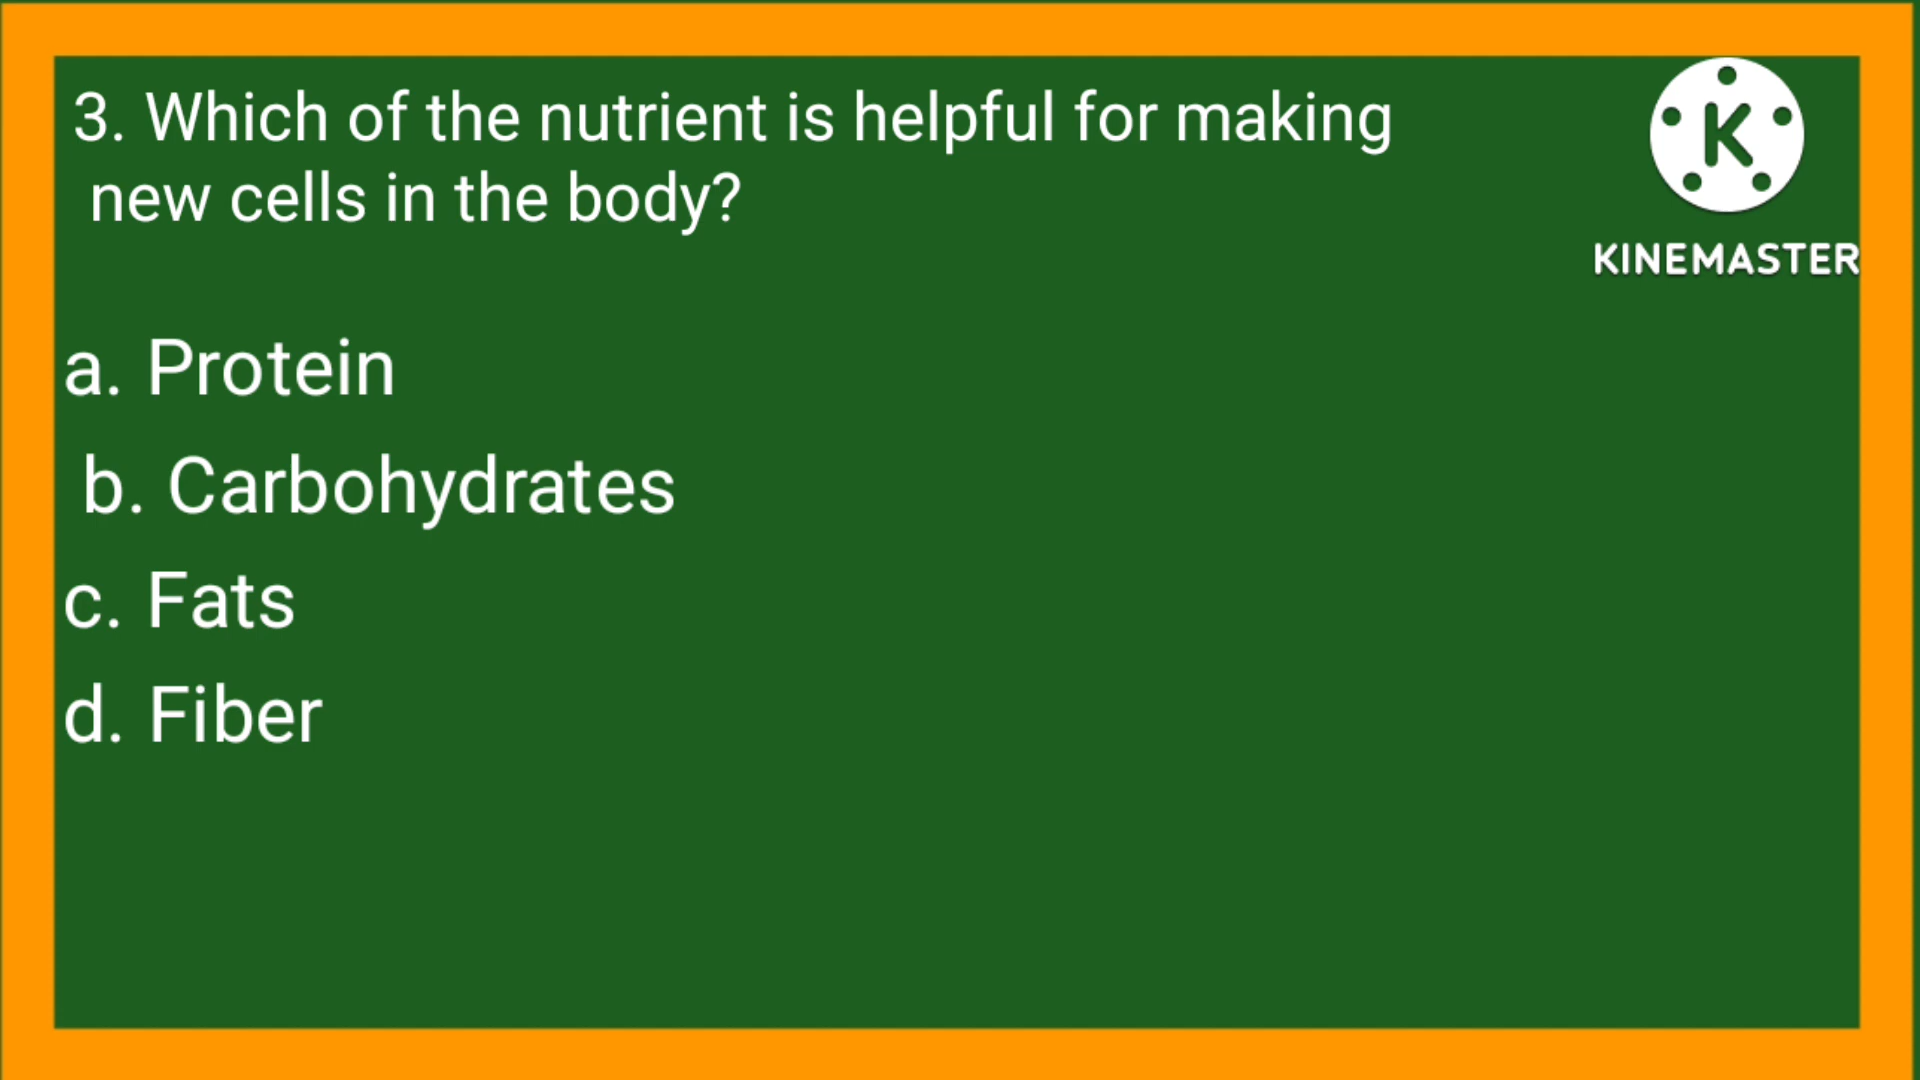 3. Which of the nutrient is helpful for making
new cells in the body?
K
KINEMASTER
a. Protein
b. Carbohydrates
c. Fats
d. Fiber